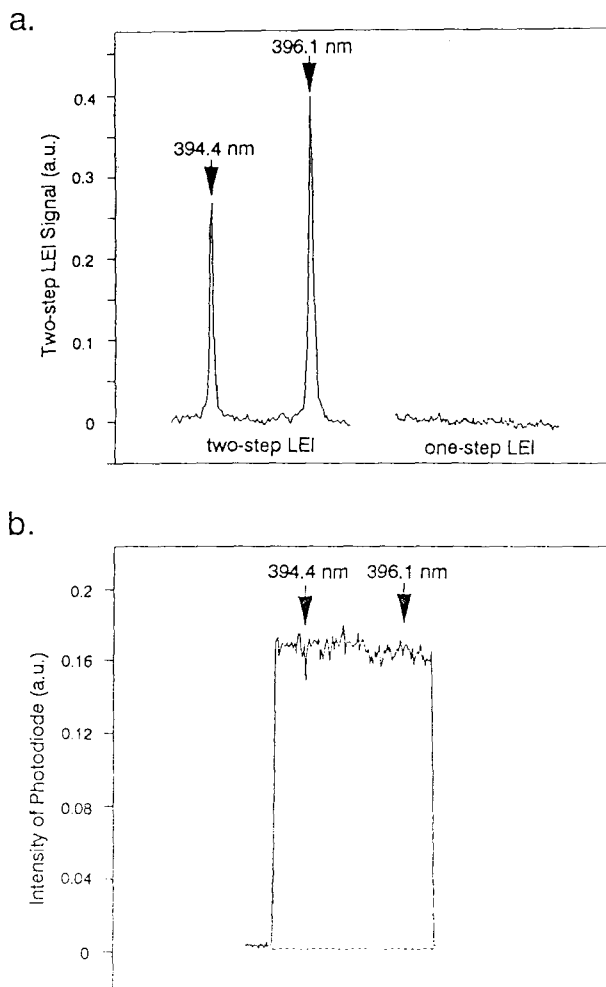 a.
396.1 nm
394.4 nm
0.4
0.3
0.2
0.1
0
Two-step LEI Signal (a.u.)
two-step LEI
one-step LEI
b.
394.4 nm
396.1 nm
0.2
0.16
0.12
0.08
0.04
0
Intensity of Photodiode (a.u.)